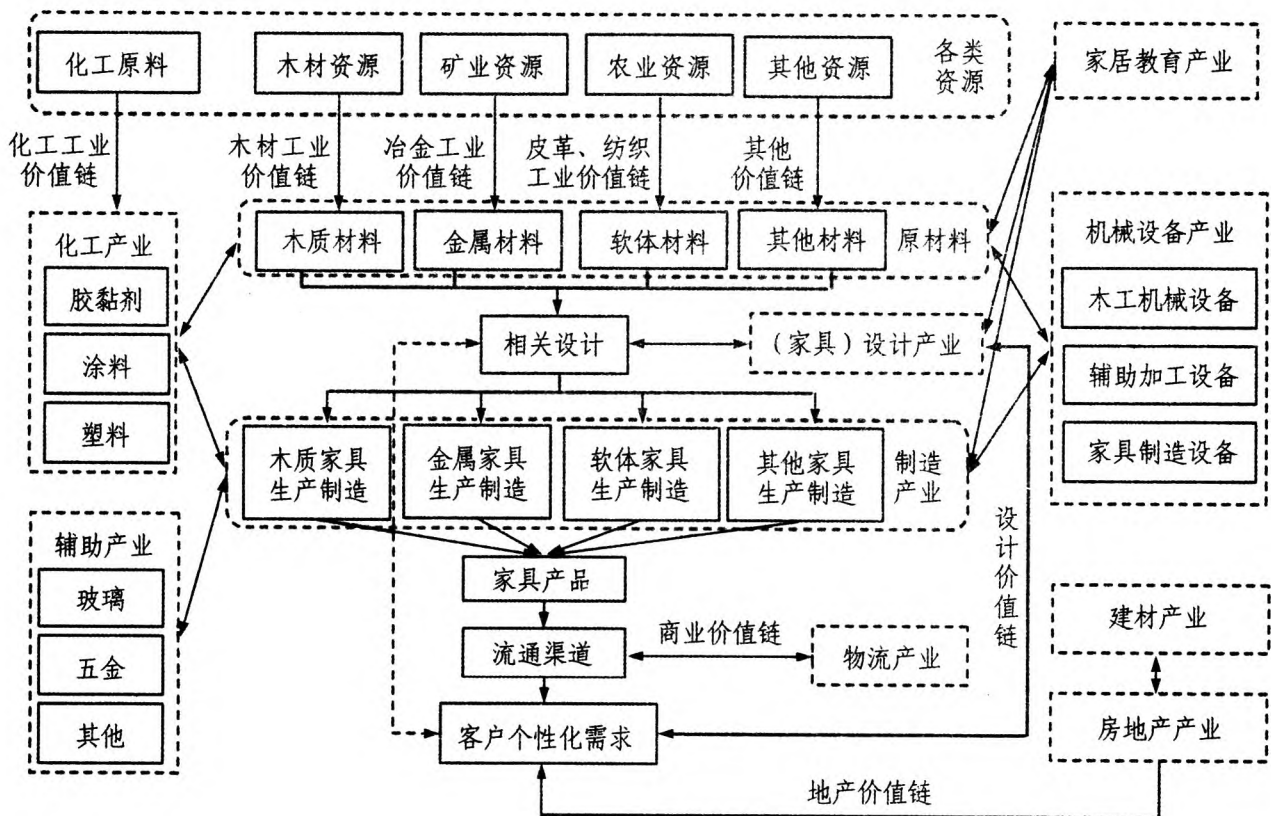 化工原料
木材资源
矿业资源
农业资源
其他资源
各类
资源
家居教育产业
化工工业
价值链
木材工业
价值链
冶金工业
价值链
皮革、纺织
工业价值链
其他
价值链
化工产业
胶黏剂
涂料
塑料
木质材料
金属材料
软体材料
其他材料
原材料
机械设备产业
木工机械设备
辅助加工设备
家具制造设备
相关设计
（家具）设计产业
木质家具
生产制造
金属家具
生产制造
软体家具
生产制造
其他家具
生产制造
制造
产业
辅助产业
玻璃
五金
其他
家具产品
流通渠道
商业价值链
物流产业
设计价值链
建材产业
房地产产业
客户个性化需求
地产价值链